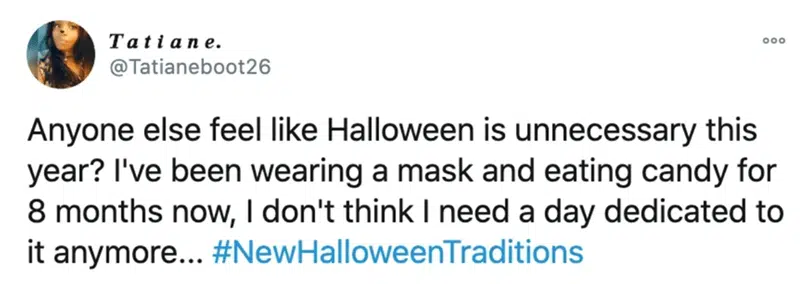 Tatiane.
@Tatianeboot26
Anyone else feel like Halloween is unnecessary this
year? I've been wearing a mask and eating candy for
8 months now, I don't think I need a day dedicated to
it anymore... #NewHalloweenTraditions